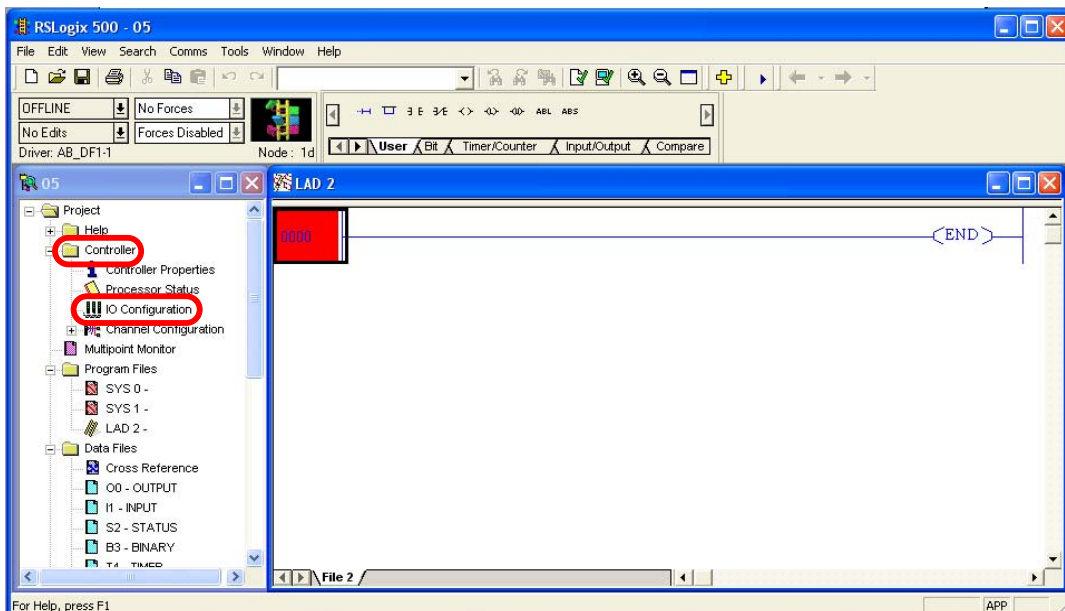 RSLogix 500 - 05
File Edit View Search Comms Tools Window Help
OFFLINE No Forces
No Edits Forces Disabled
Driver: AB_DF1-1 Node : 1d
ABL ABS
User Bit Timer/Counter Input/Output Compare
05
Project
Help
Controller
Controller Properties
Processor Status
IO Configuration
Channel Configuration
Multipoint Monitor
Program Files
SYS 0 -
SYS 1 -
LAD 2 -
Data Files
Cross Reference
O0 - OUTPUT
I1 - INPUT
S2 - STATUS
B3 - BINARY
T4 - TIMER
LAD 2
0000
END
File 2
For Help, press F1
APP